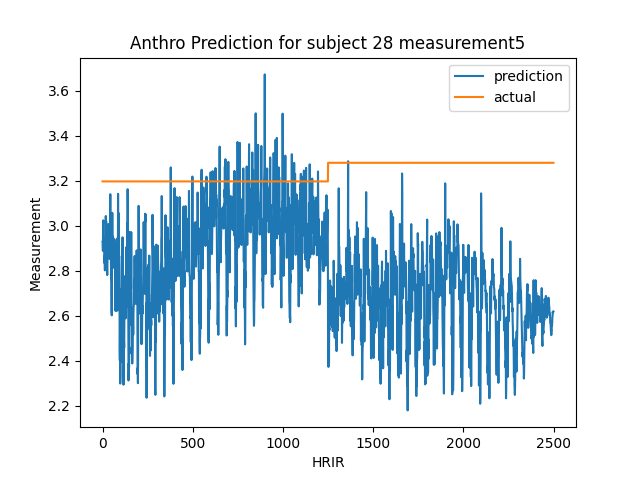 Anthro Prediction for subject 28 measurement5
prediction
actual
3.6
3.4
3.2
3.0
2.8
2.6
2.4
2.2
Measurement
0
500
1000
1500
2000
2500
HRIR